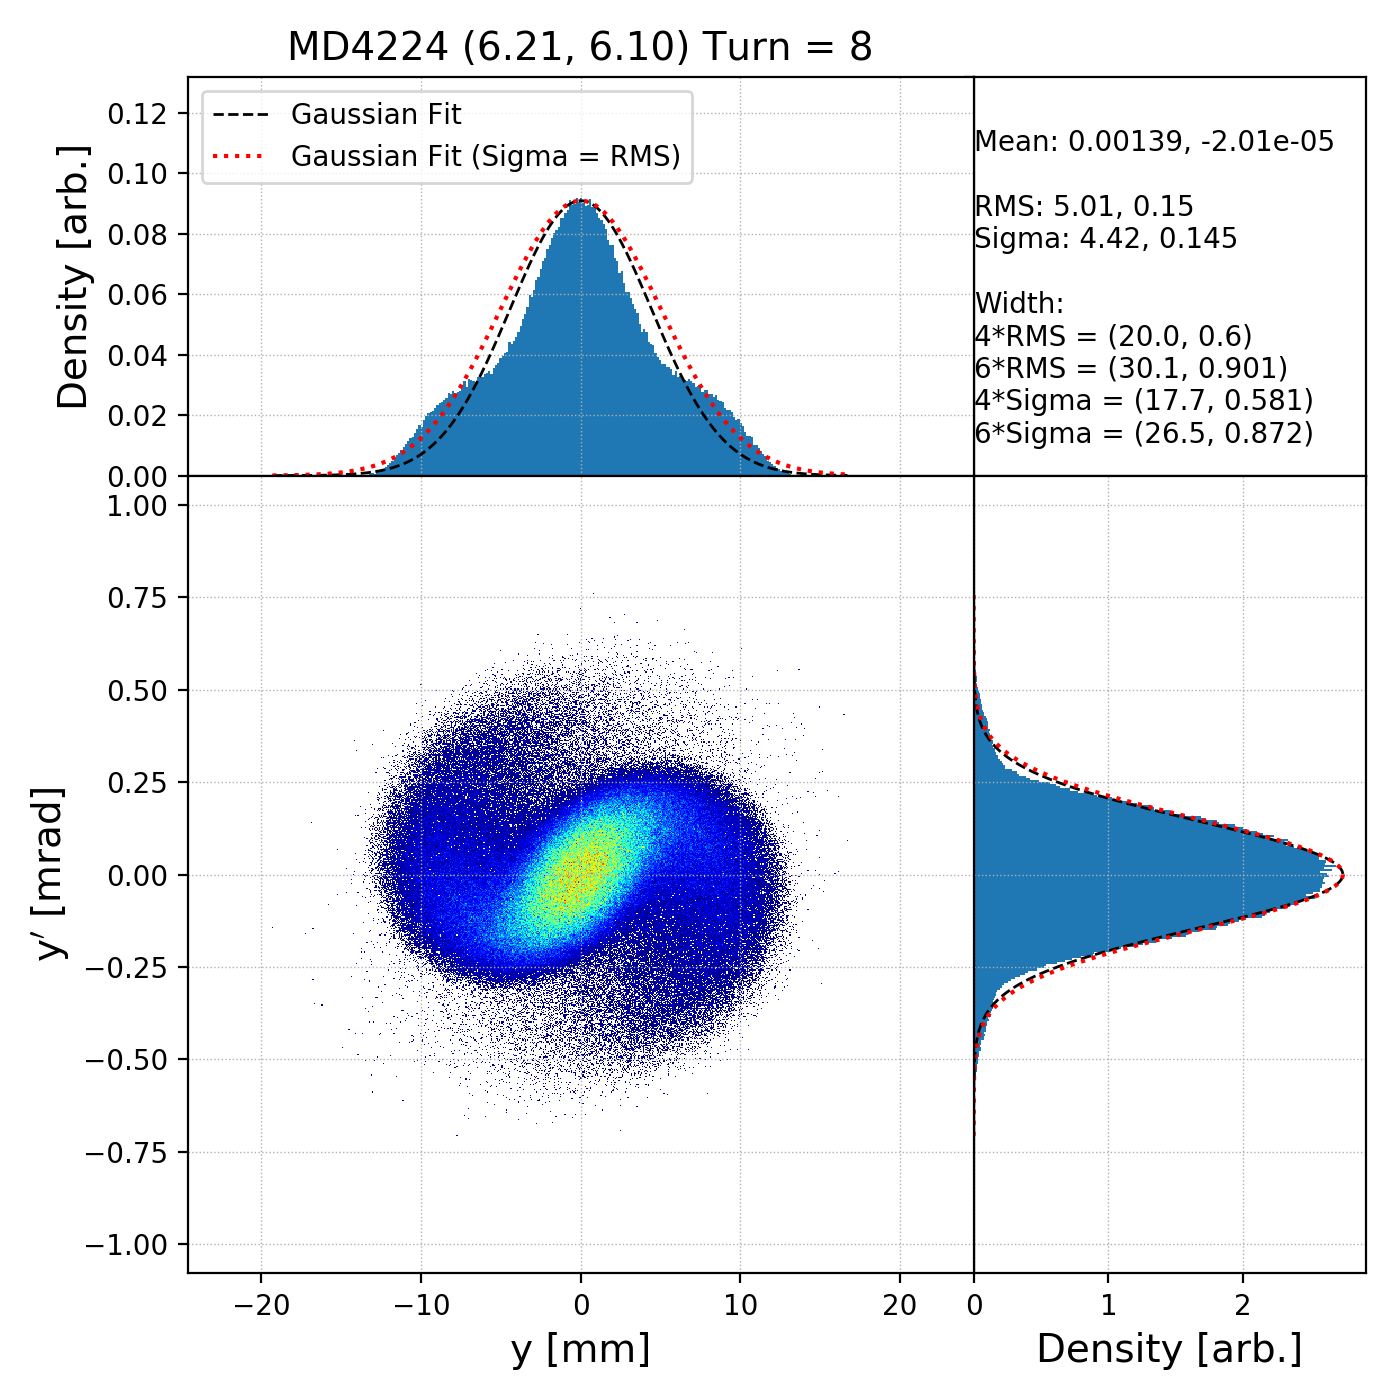 MD4224 (6.21, 6.10) Turn = 8
Density [arb.]
0.12
0.10
0.08
0.06
0.04
0.02
0.00
Gaussian Fit
Gaussian Fit (Sigma = RMS)
Mean: 0.00139, -2.01e-05
RMS: 5.01, 0.15
Sigma: 4.42, 0.145
Width:
4*RMS = (20.0, 0.6)
6*RMS = (30.1, 0.901)
4*Sigma = (17.7, 0.581)
6*Sigma = (26.5, 0.872)
y′ [mrad]
1.00
0.75
0.50
0.25
0.00
−0.25
−0.50
−0.75
−1.00
−20 −10 0 10 20
y [mm]
0 1 2
Density [arb.]